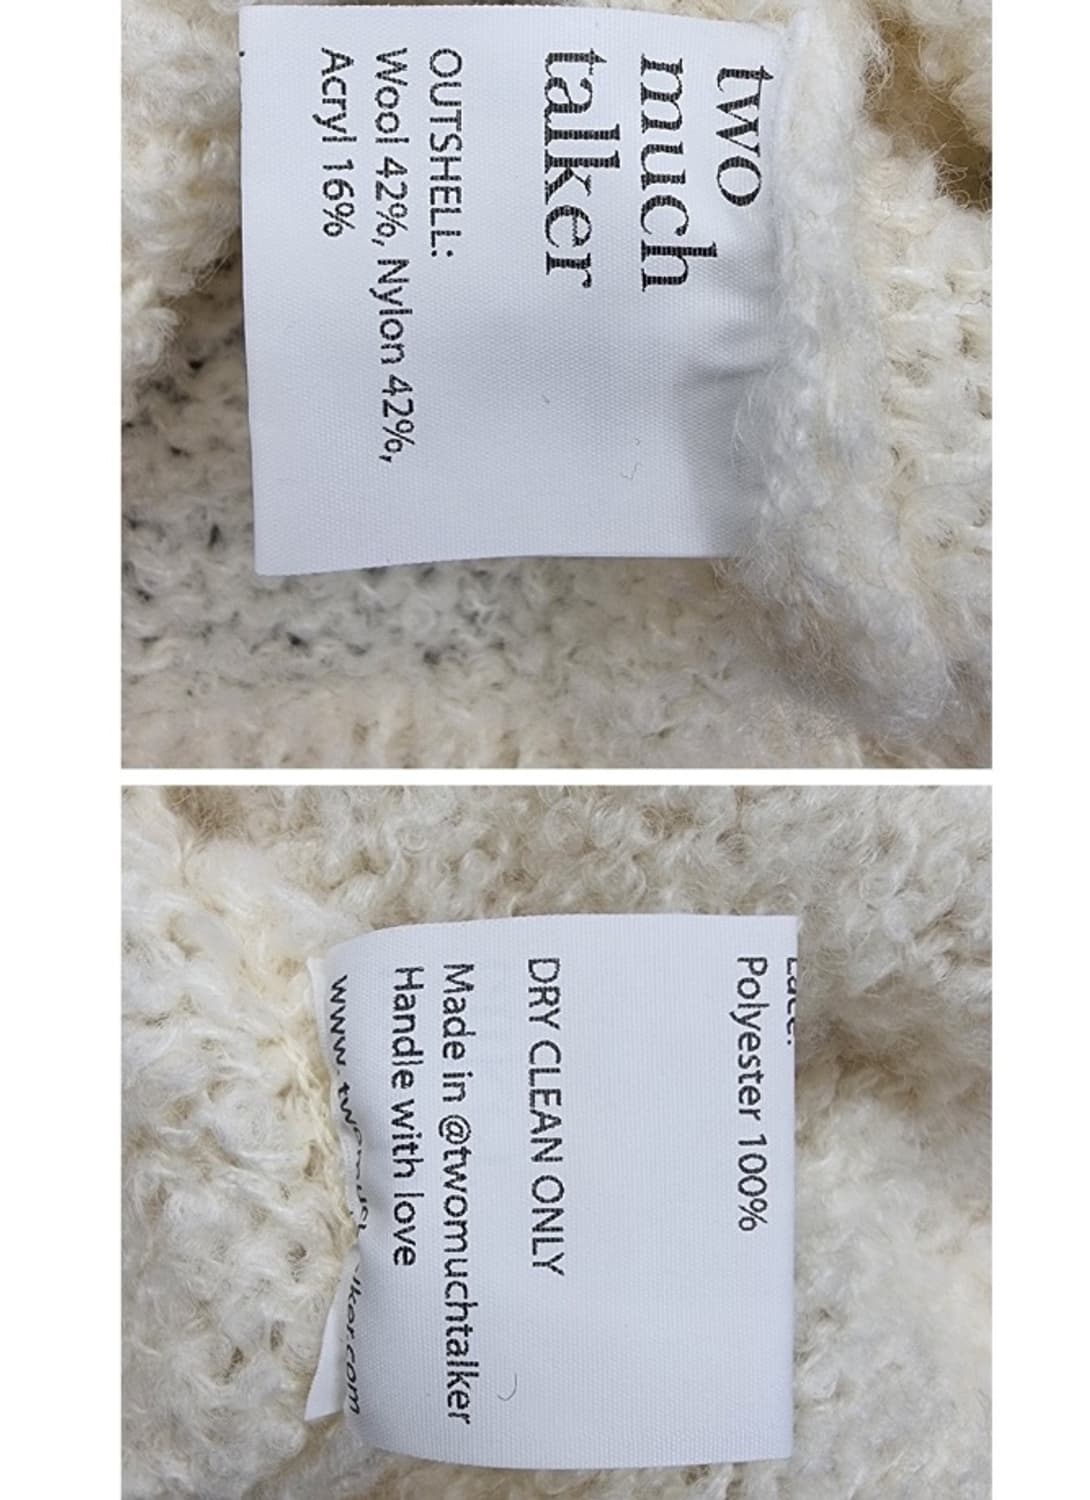 two
much
talker
OUTSHELL:
Wool 42%, Nylon 42%,
Acryl 16%
Polyester 100%
DRY CLEAN ONLY
Made in @twomuchtalker
Handle with love